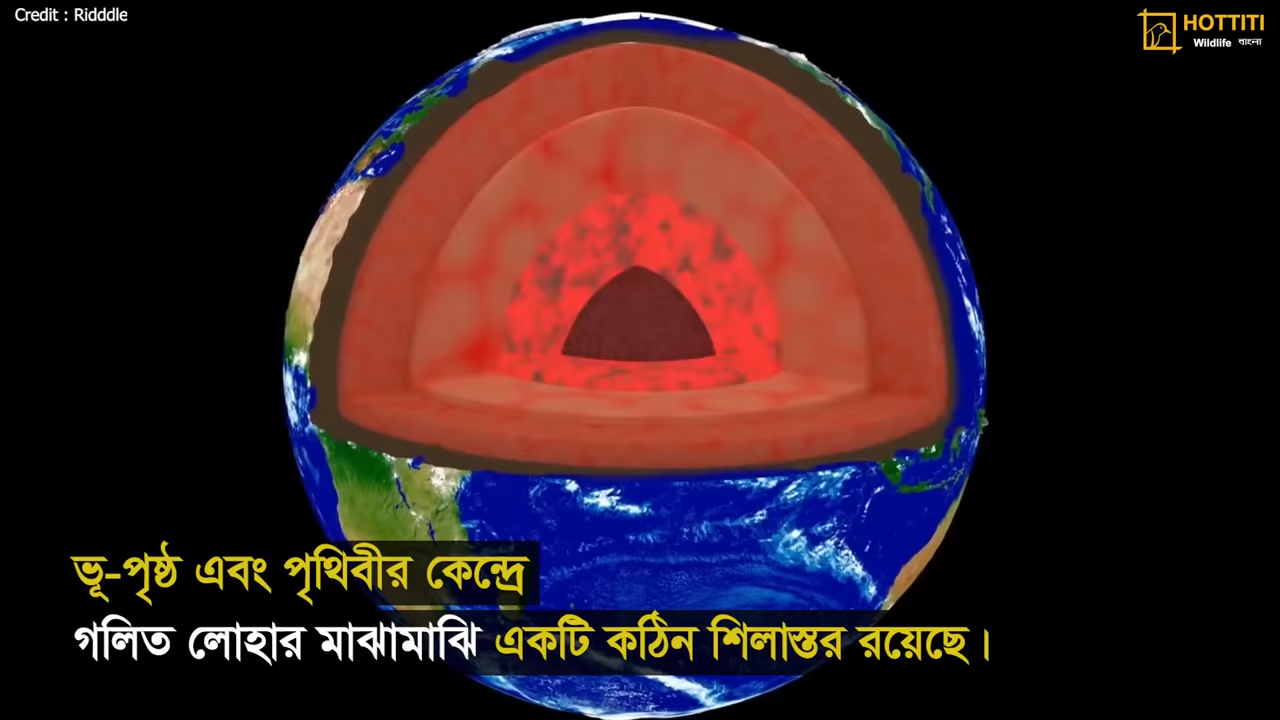 Credit : Ridddle
HOTTITI
Wildlife বাংলা
ভূ-পৃষ্ঠ এবং পৃথিবীর কেন্দ্রে
গলিত লোহার মাঝামাঝি একটি কঠিন শিলাস্তর রয়েছে।